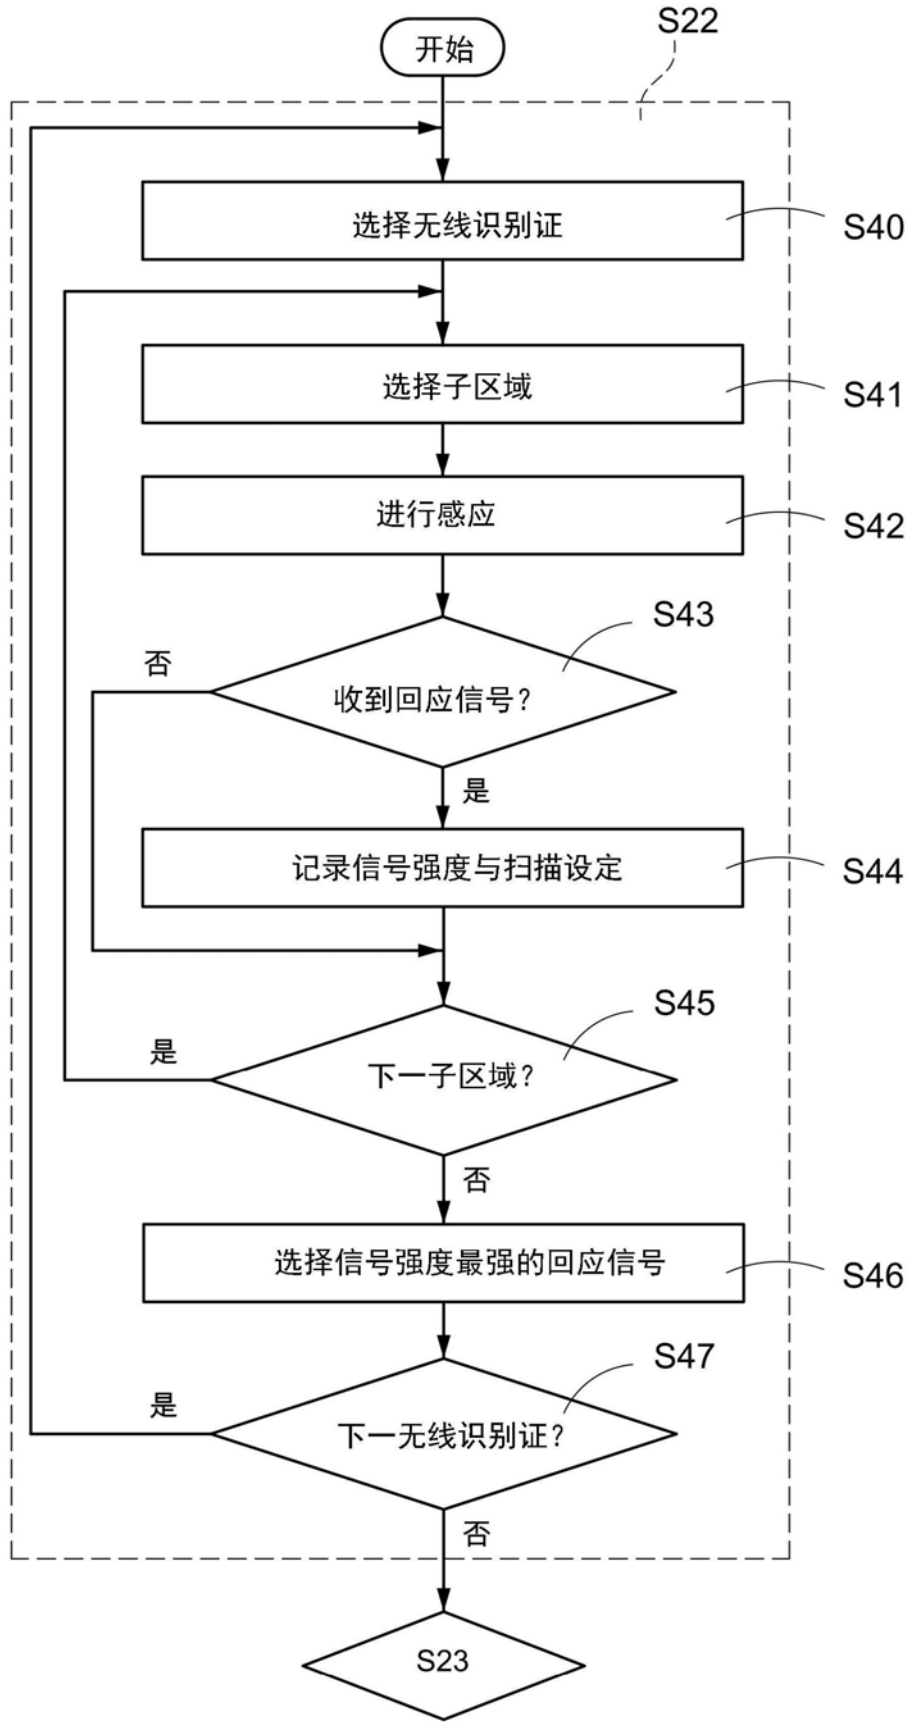 S22
开始
选择无线识别证
S40
选择子区域
S41
进行感应
S42
S43
否
收到回应信号?
是
记录信号强度与扫描设定
S44
S45
是
下一子区域?
否
选择信号强度最强的回应信号
S46
S47
是
下一无线识别证?
否
S23